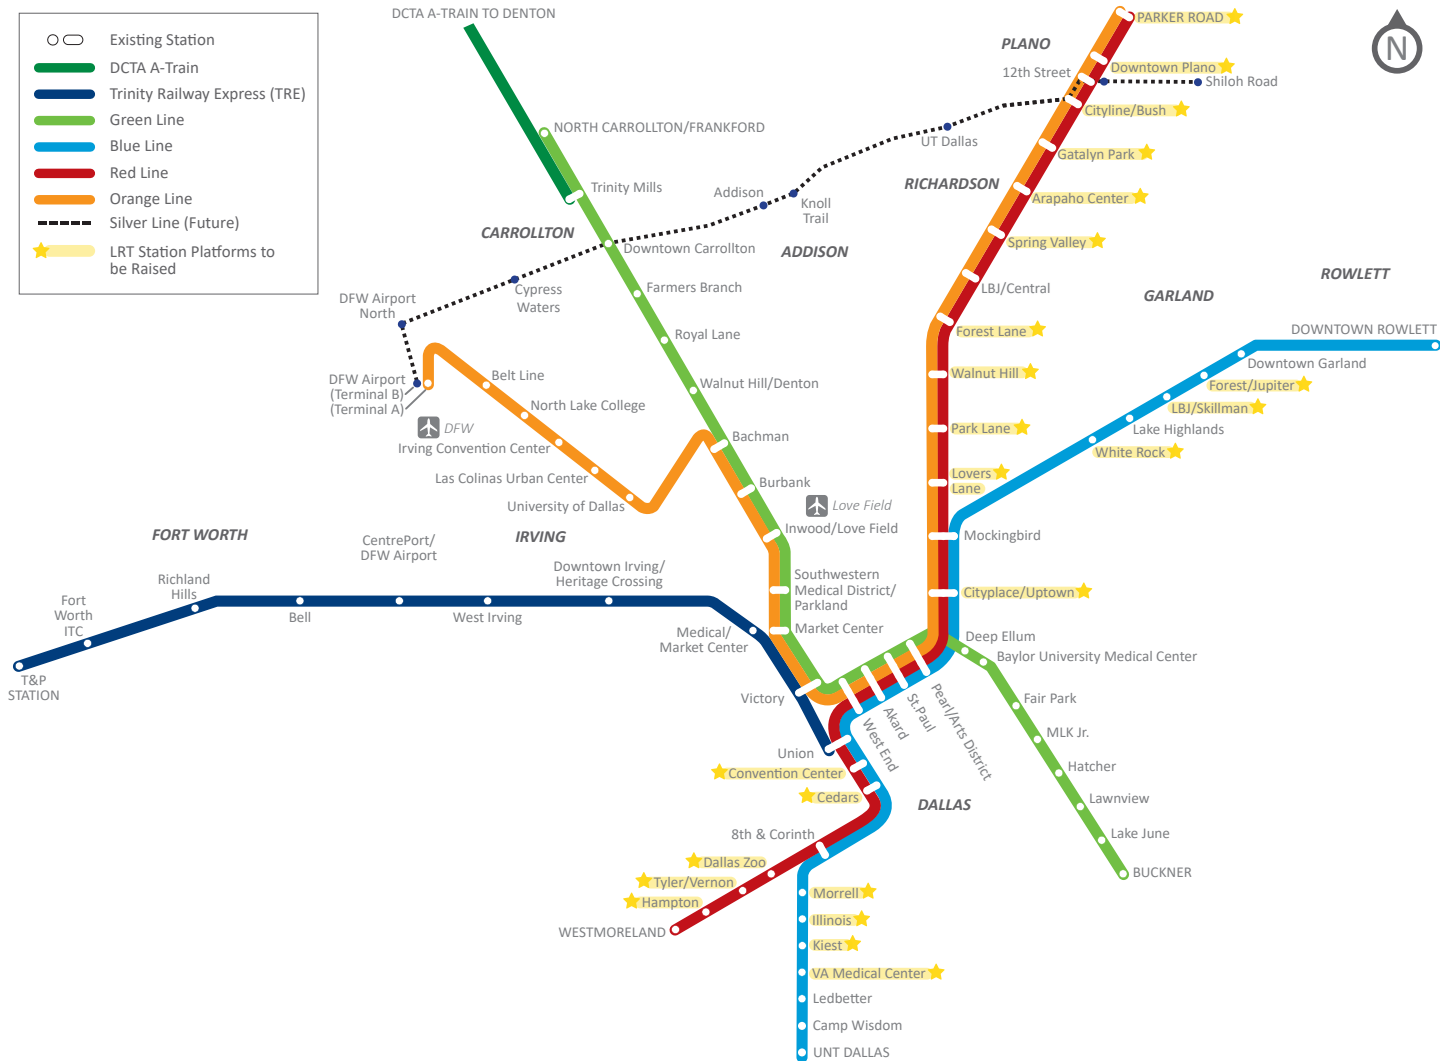 DCTA A-TRAIN TO DENTON
Existing Station
DCTA A-Train
Trinity Railway Express (TRE)
Green Line
Blue Line
Red Line
Orange Line
Silver Line (Future)
LRT Station Platforms to
be Raised
N
PARKER ROAD
PLANO
Downtown Plano
12th Street
Shiloh Road
Cityline/Bush
NORTH CARROLLTON/FRANKFORD
UT Dallas
Gatalyn Park
RICHARDSON
Trinity Mills
Addison
Knoll
Trail
Arapaho Center
CARROLLTON
Downtown Carrollton
ADDISON
Spring Valley
ROWLETT
Cypress
Waters
Farmers Branch
LBJ/Central
GARLAND
DFW Airport
North
Royal Lane
Forest Lane
DOWNTOWN ROWLETT
DFW Airport
(Terminal B)
(Terminal A)
Belt Line
Walnut Hill/Denton
Walnut Hill
Downtown Garland
Forest/Jupiter
North Lake College
LBJ/Skillman
DFW
Irving Convention Center
Bachman
Park Lane
Lake Highlands
White Rock
Las Colinas Urban Center
Burbank
Lovers
Lane
University of Dallas
Love Field
Inwood/Love Field
FORT WORTH
IRVING
Mockingbird
CentrePort/
DFW Airport
Richland
Hills
Downtown Irving/
Heritage Crossing
Southwestern
Medical District/
Parkland
Cityplace/Uptown
Fort
Worth
ITC
Bell
West Irving
Medical/
Market Center
Market Center
Deep Ellum
Baylor University Medical Center
T&P
STATION
Victory
West End
Akard
St.Paul
Pearl/Arts District
Fair Park
MLK Jr.
Union
Convention Center
Hatcher
Cedars
DALLAS
Lawnview
8th & Corinth
Lake June
Dallas Zoo
BUCKNER
Tyler/Vernon
Morrell
Hampton
Illinois
WESTMORELAND
Kiest
VA Medical Center
Ledbetter
Camp Wisdom
UNT DALLAS